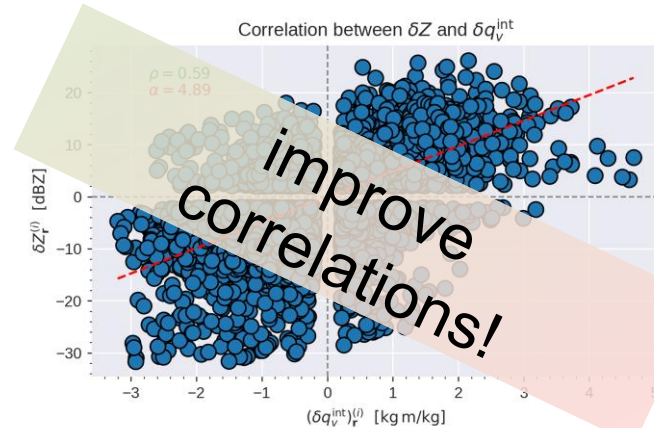 Correlation between δZ and δq_v^int
ρ = 0.59
α = 4.89
improve
correlations!
δZ_r^(i) [dBZ]
20
10
0
−10
−20
−30
−3
−2
−1
0
1
2
3
4
5
(δq_v^int)_r^(i) [kg m/kg]